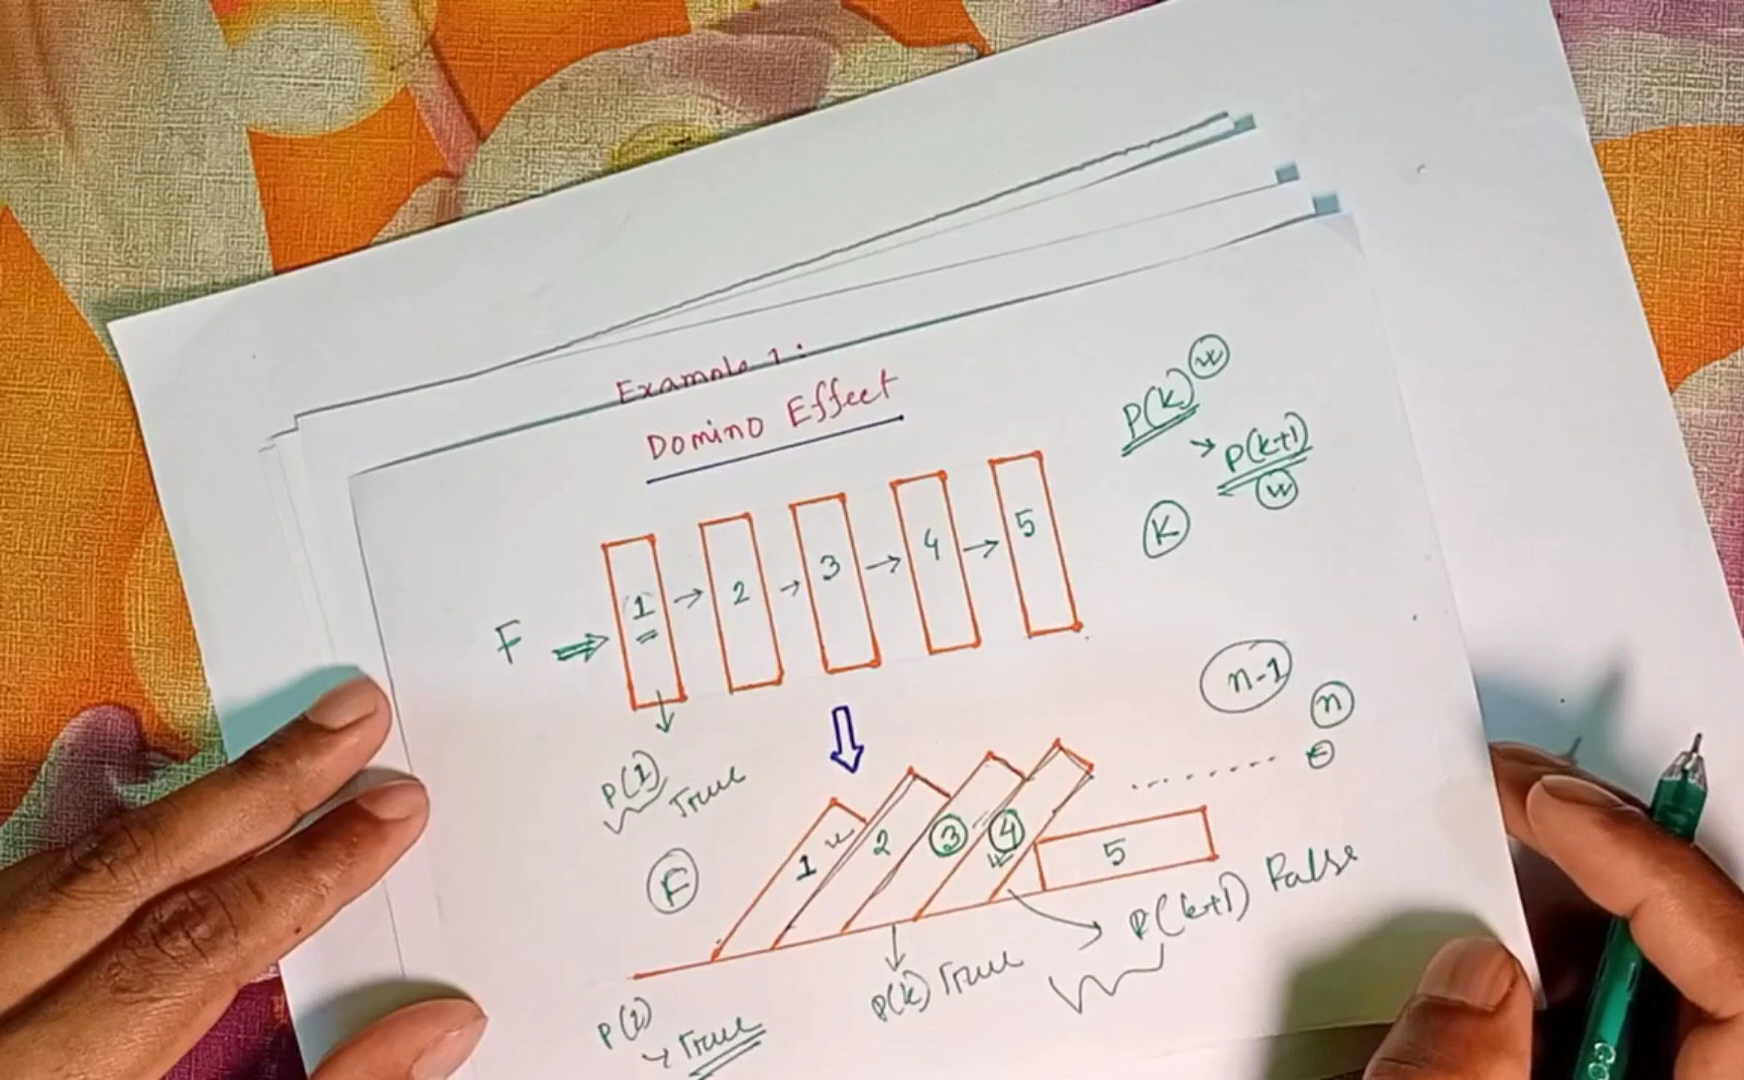 Example 1:
Domino Effect
P(k) w
→ P(k+1)
w
K
F ⇒ 1 → 2 → 3 → 4 → 5
P(1) True
n-1
n
F
1 2 3 4 5
P(k) True
P(k+1) False
P(1)
→ True